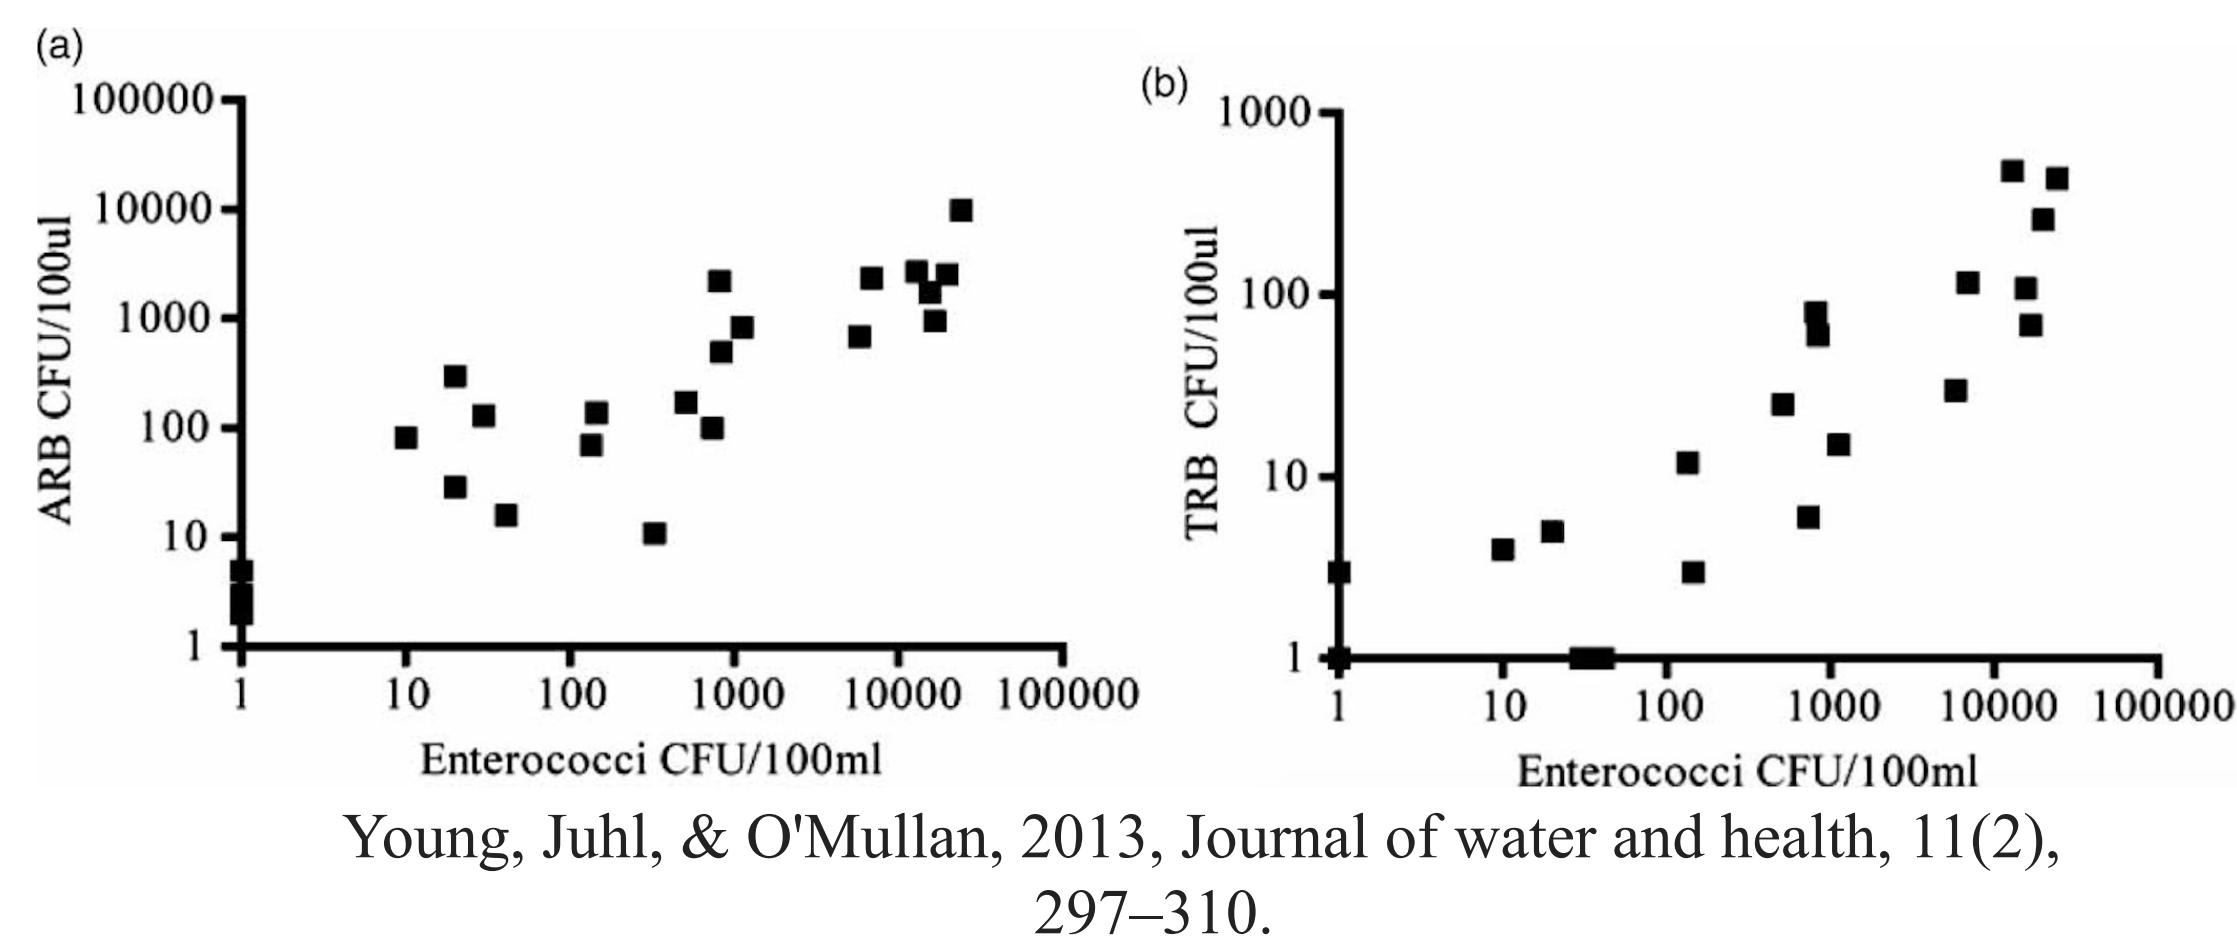 (a)
100000
10000
1000
100
10
1
ARB CFU/100ul
1 10 100 1000 10000 100000
Enterococci CFU/100ml
(b)
1000
100
10
1
TRB CFU/100ul
1 10 100 1000 10000 100000
Enterococci CFU/100ml
Young, Juhl, & O'Mullan, 2013, Journal of water and health, 11(2),
297–310.